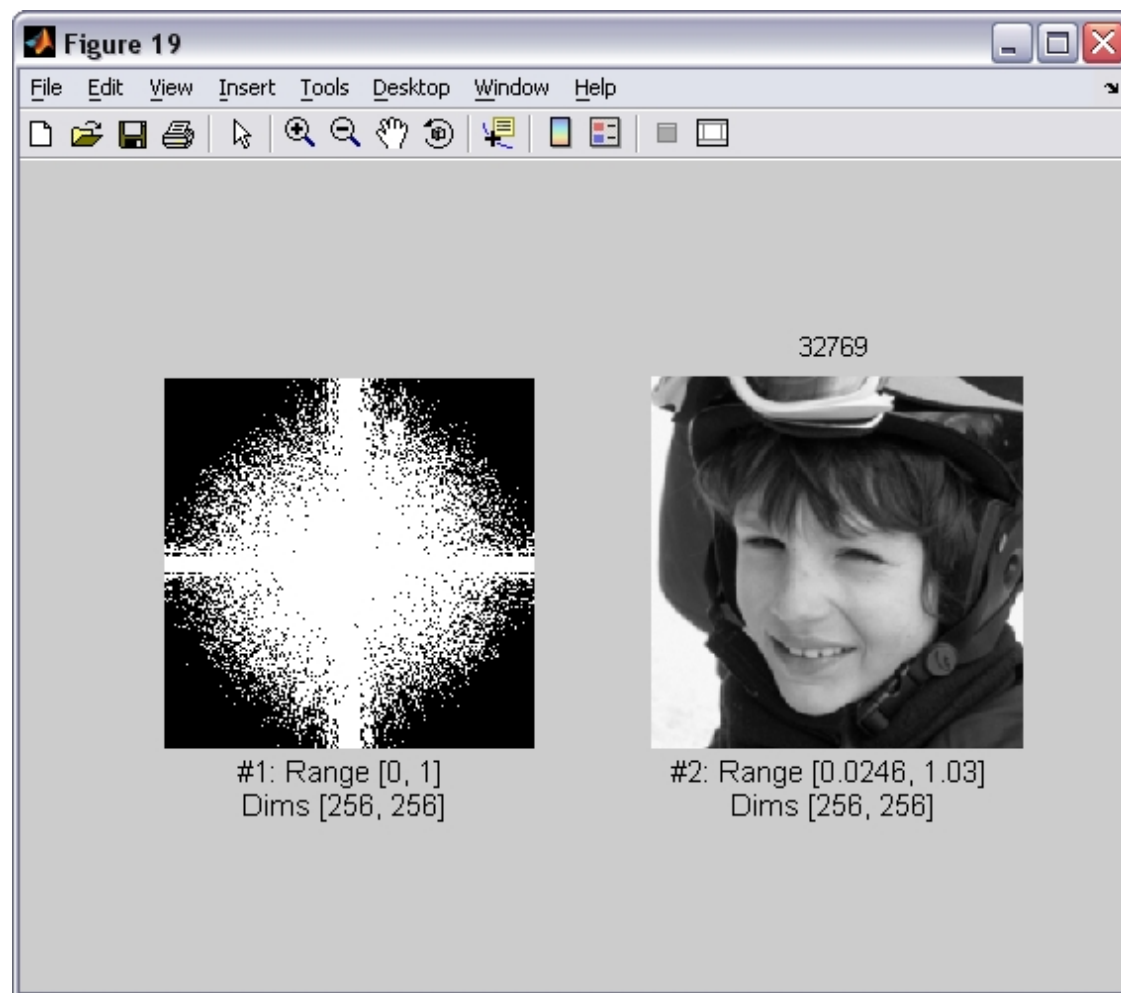 Figure 19
File Edit View Insert Tools Desktop Window Help
32769
#1: Range [0, 1]
Dims [256, 256]
#2: Range [0.0246, 1.03]
Dims [256, 256]